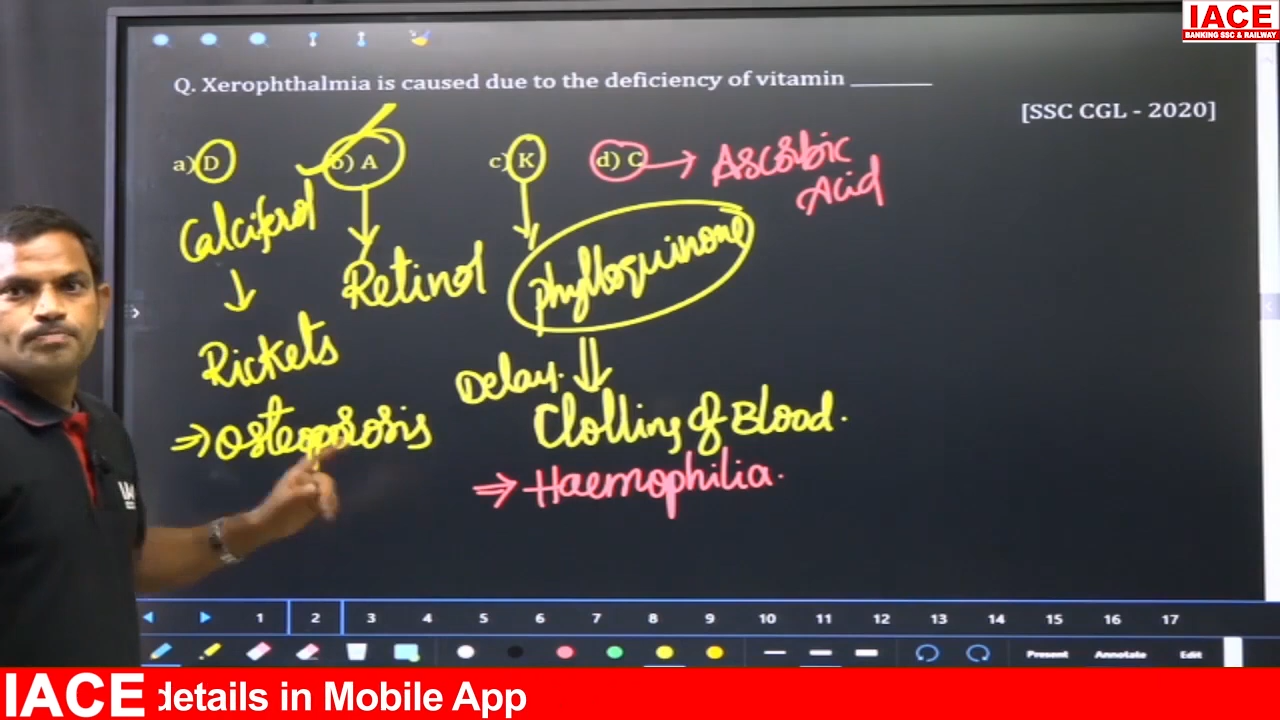 IACE
BANKING SSC & RAILWAY
Q. Xerophthalmia is caused due to the deficiency of vitamin ________
[SSC CGL - 2020]
a) D b) A c) K d) C → Ascorbic Acid
Calciferol
Retinol
phylloquinone
Rickets
Delay.
⇒ Osteoporosis
Clotting of Blood.
⇒ Haemophilia.
1 2 3 4 5 6 7 8 9 10 11 12 13 14 15 16 17
Present Annotate Edit
IACE details in Mobile App